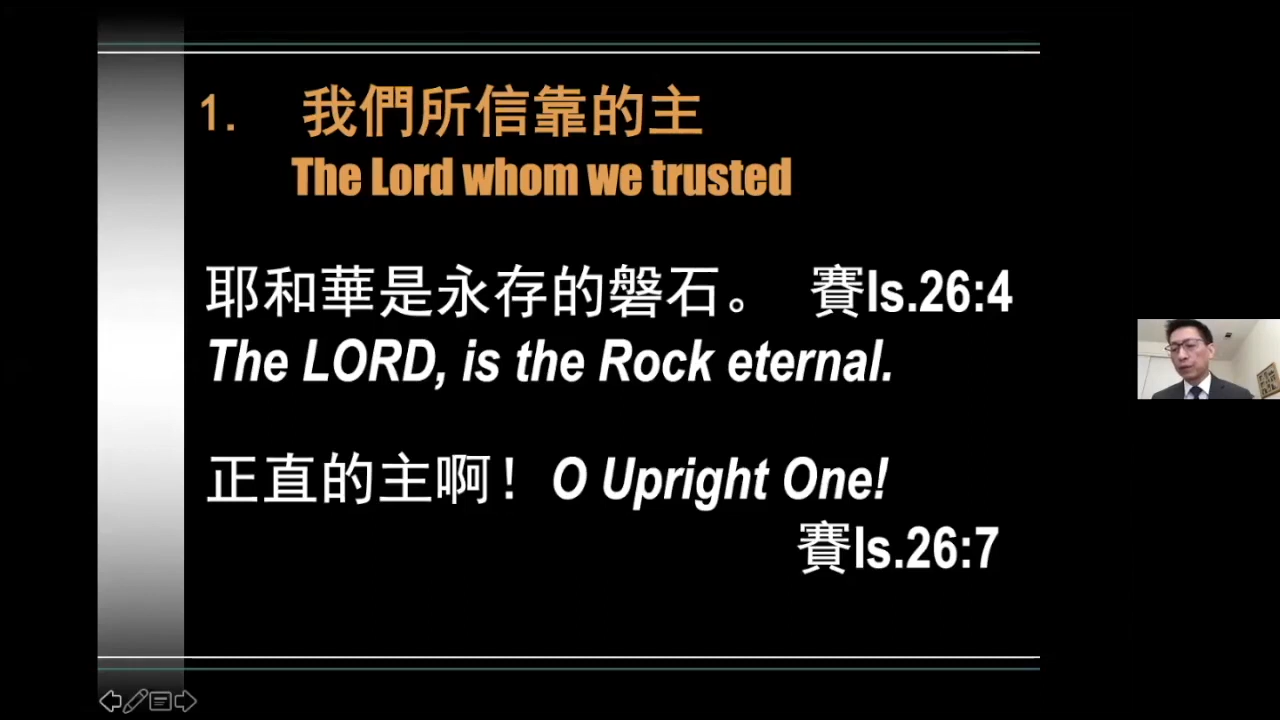 1. 我們所信靠的主
The Lord whom we trusted
耶和華是永存的磐石。 賽Is.26:4
The LORD, is the Rock eternal.
正直的主啊！ O Upright One!
賽Is.26:7